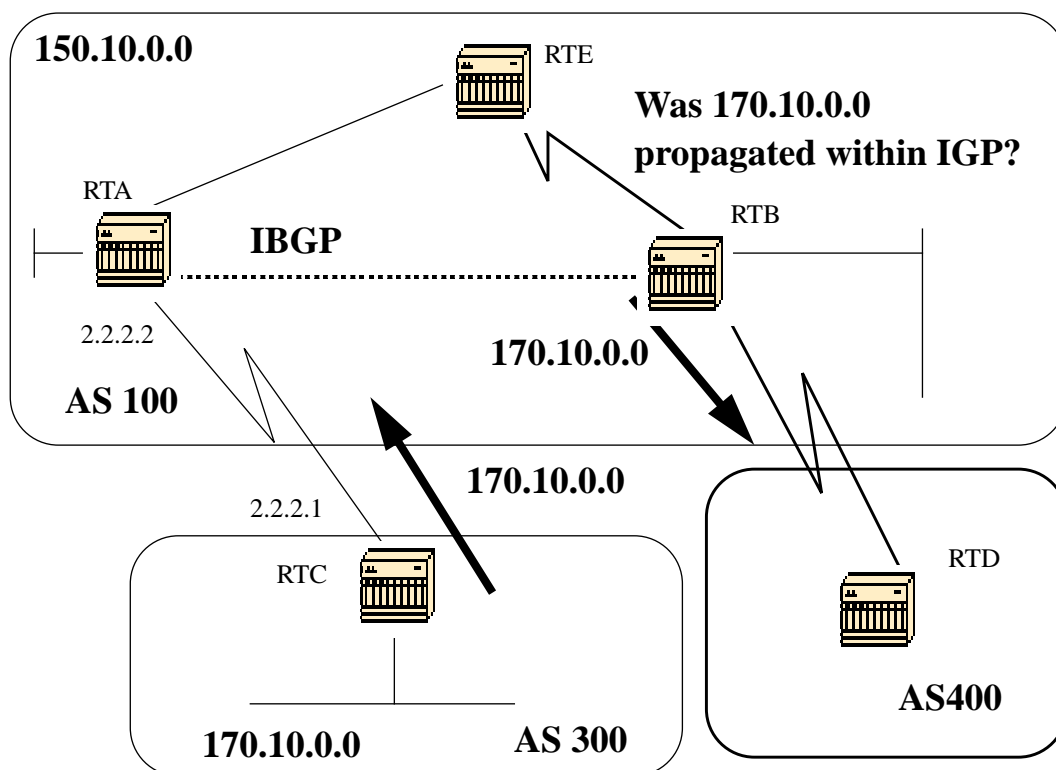 150.10.0.0
RTE
Was 170.10.0.0
propagated within IGP?
RTA
RTB
IBGP
2.2.2.2
170.10.0.0
AS 100
170.10.0.0
2.2.2.1
RTC
RTD
AS400
170.10.0.0
AS 300